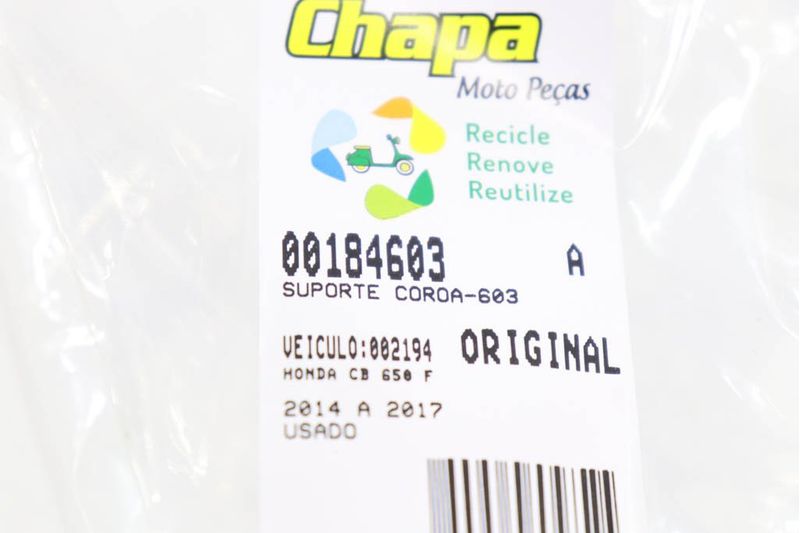 Chapa
Moto Peças
Recicle
Renove
Reutilize
00184603 A
SUPORTE COROA-603
VEICULO:002194 ORIGINAL
HONDA CB 650 F
2014 A 2017
USADO